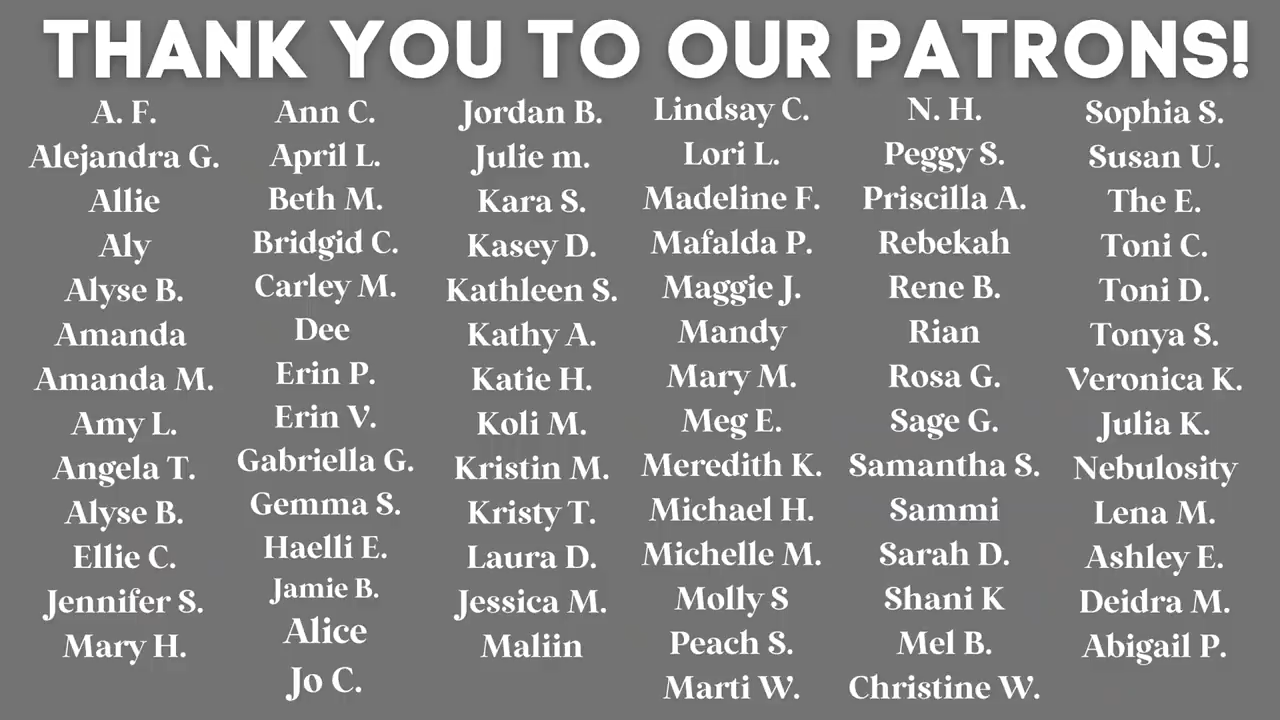 THANK YOU TO OUR PATRONS!
A. F.
Alejandra G.
Allie
Aly
Alyse B.
Amanda
Amanda M.
Amy L.
Angela T.
Alyse B.
Ellie C.
Jennifer S.
Mary H.
Ann C.
April L.
Beth M.
Bridgid C.
Carley M.
Dee
Erin P.
Erin V.
Gabriella G.
Gemma S.
Haelli E.
Jamie B.
Alice
Jo C.
Jordan B.
Julie m.
Kara S.
Kasey D.
Kathleen S.
Kathy A.
Katie H.
Koli M.
Kristin M.
Kristy T.
Laura D.
Jessica M.
Maliin
Lindsay C.
Lori L.
Madeline F.
Mafalda P.
Maggie J.
Mandy
Mary M.
Meg E.
Meredith K.
Michael H.
Michelle M.
Molly S
Peach S.
Marti W.
N. H.
Peggy S.
Priscilla A.
Rebekah
Rene B.
Rian
Rosa G.
Sage G.
Samantha S.
Sammi
Sarah D.
Shani K
Mel B.
Christine W.
Sophia S.
Susan U.
The E.
Toni C.
Toni D.
Tonya S.
Veronica K.
Julia K.
Nebulosity
Lena M.
Ashley E.
Deidra M.
Abigail P.